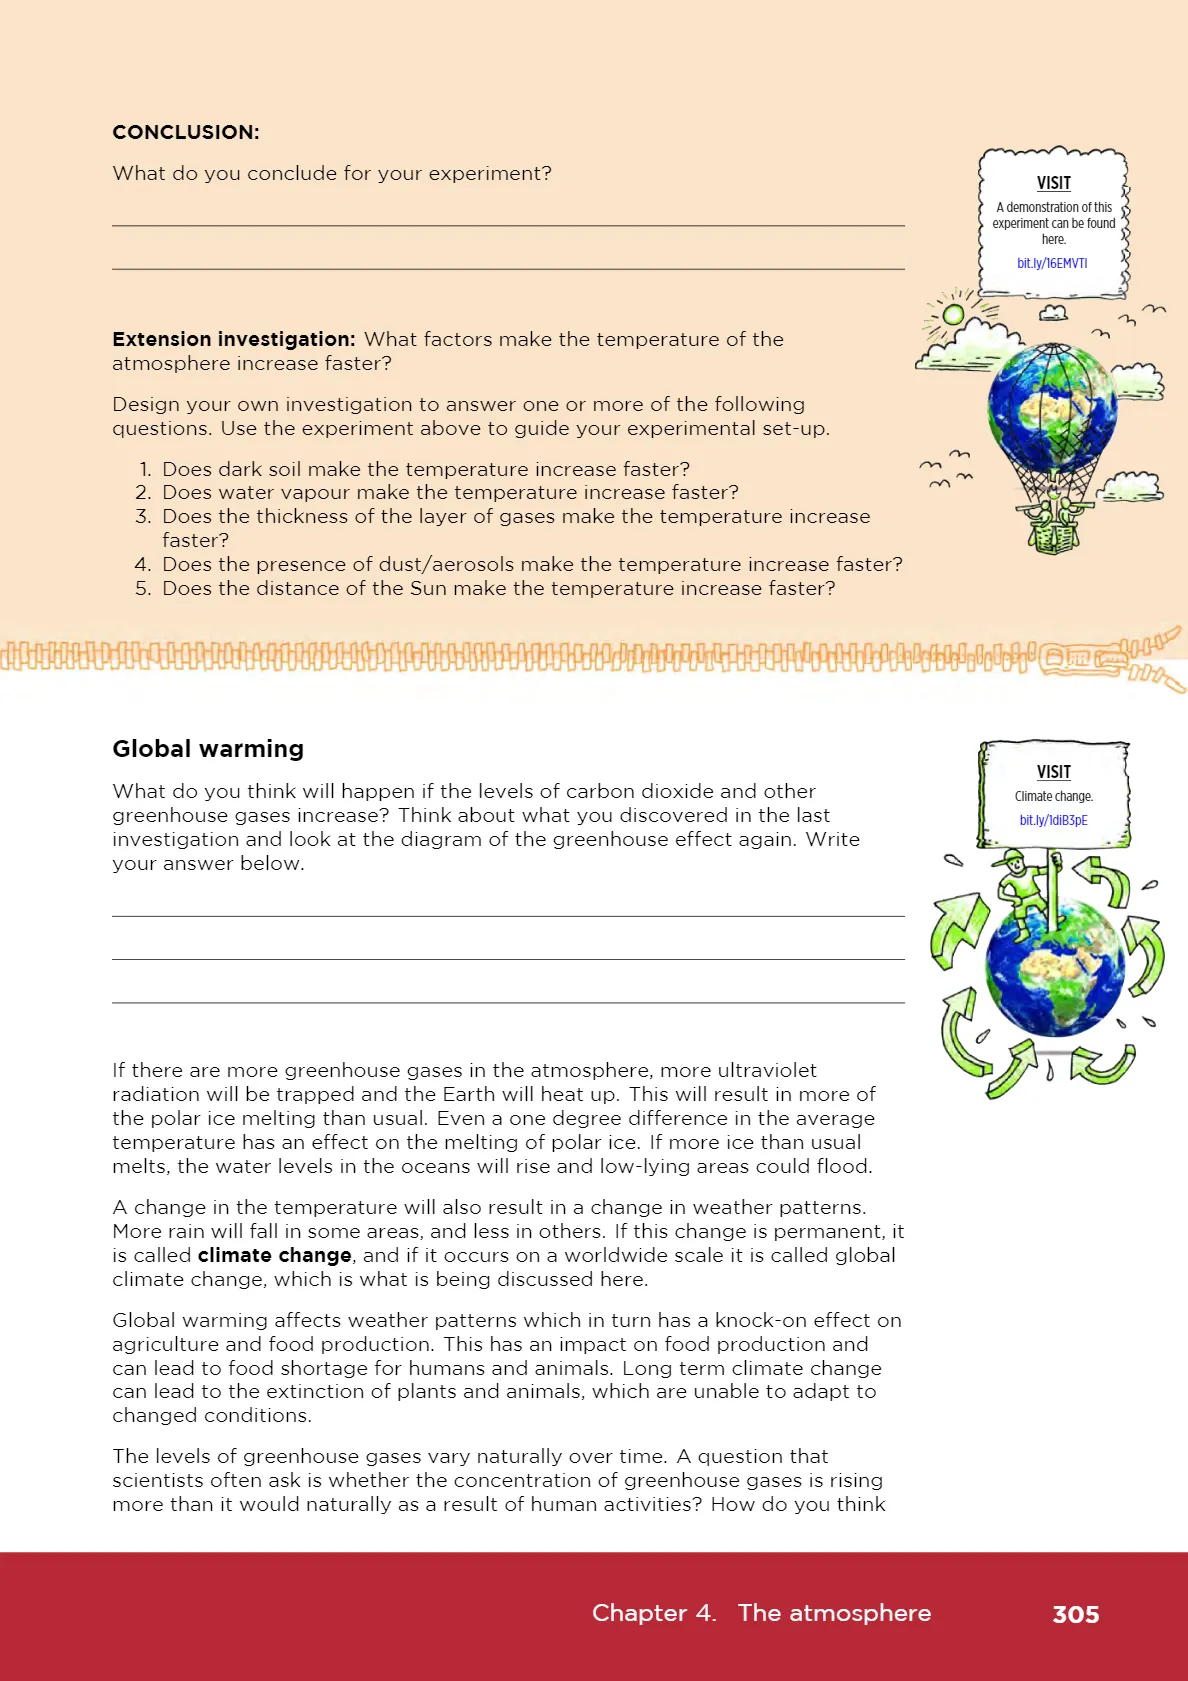 CONCLUSION:
What do you conclude for your experiment?
VISIT
A demonstration of this
experiment can be found
here.
bit.ly/16EMVTI
Extension investigation: What factors make the temperature of the
atmosphere increase faster?
Design your own investigation to answer one or more of the following
questions. Use the experiment above to guide your experimental set-up.
1. Does dark soil make the temperature increase faster?
2. Does water vapour make the temperature increase faster?
3. Does the thickness of the layer of gases make the temperature increase
faster?
4. Does the presence of dust/aerosols make the temperature increase faster?
5. Does the distance of the Sun make the temperature increase faster?
Global warming
What do you think will happen if the levels of carbon dioxide and other
greenhouse gases increase? Think about what you discovered in the last
investigation and look at the diagram of the greenhouse effect again. Write
your answer below.
VISIT
Climate change.
bit.ly/1diB3pE
If there are more greenhouse gases in the atmosphere, more ultraviolet
radiation will be trapped and the Earth will heat up. This will result in more of
the polar ice melting than usual. Even a one degree difference in the average
temperature has an effect on the melting of polar ice. If more ice than usual
melts, the water levels in the oceans will rise and low-lying areas could flood.
A change in the temperature will also result in a change in weather patterns.
More rain will fall in some areas, and less in others. If this change is permanent, it
is called climate change, and if it occurs on a worldwide scale it is called global
climate change, which is what is being discussed here.
Global warming affects weather patterns which in turn has a knock-on effect on
agriculture and food production. This has an impact on food production and
can lead to food shortage for humans and animals. Long term climate change
can lead to the extinction of plants and animals, which are unable to adapt to
changed conditions.
The levels of greenhouse gases vary naturally over time. A question that
scientists often ask is whether the concentration of greenhouse gases is rising
more than it would naturally as a result of human activities? How do you think
Chapter 4. The atmosphere 305